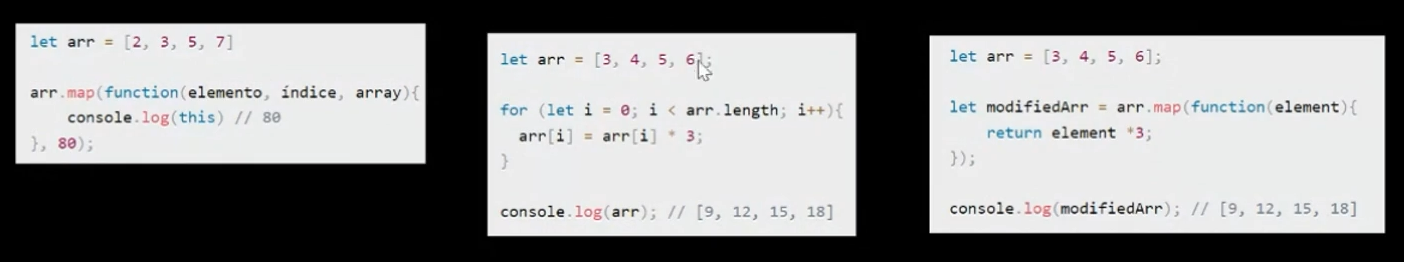 let arr = [2, 3, 5, 7]
arr.map(function(elemento, índice, array){
console.log(this) // 80
}, 80);
let arr = [3, 4, 5, 6];
for (let i = 0; i < arr.length; i++){
arr[i] = arr[i] * 3;
}
console.log(arr); // [9, 12, 15, 18]
let arr = [3, 4, 5, 6];
let modifiedArr = arr.map(function(element){
return element *3;
});
console.log(modifiedArr); // [9, 12, 15, 18]